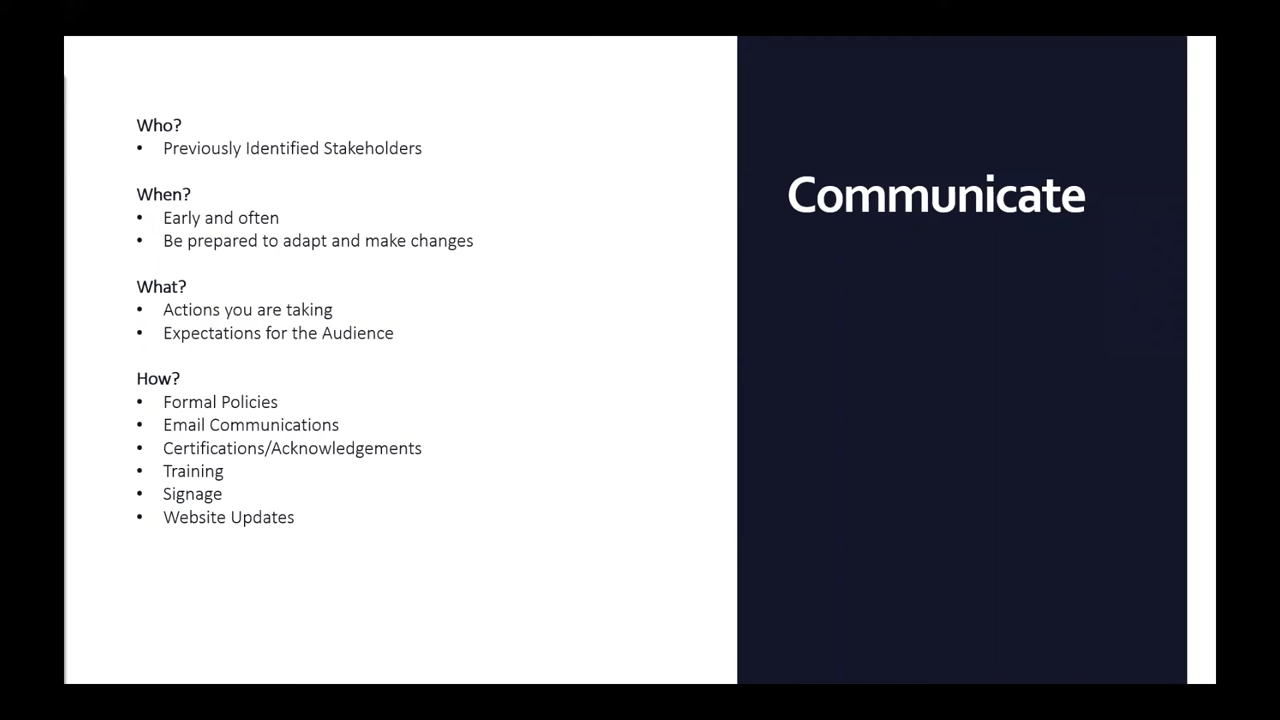 Communicate
Who?
• Previously Identified Stakeholders
When?
• Early and often
• Be prepared to adapt and make changes
What?
• Actions you are taking
• Expectations for the Audience
How?
• Formal Policies
• Email Communications
• Certifications/Acknowledgements
• Training
• Signage
• Website Updates